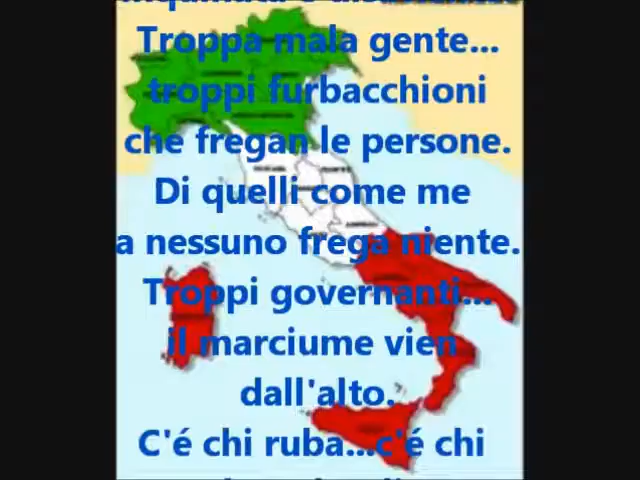 Troppa mala gente...
troppi furbacchioni
che fregan le persone.
Di quelli come me
a nessuno frega niente.
Troppi governanti...
il marciume vien
dall'alto.
C'é chi ruba...c'é chi